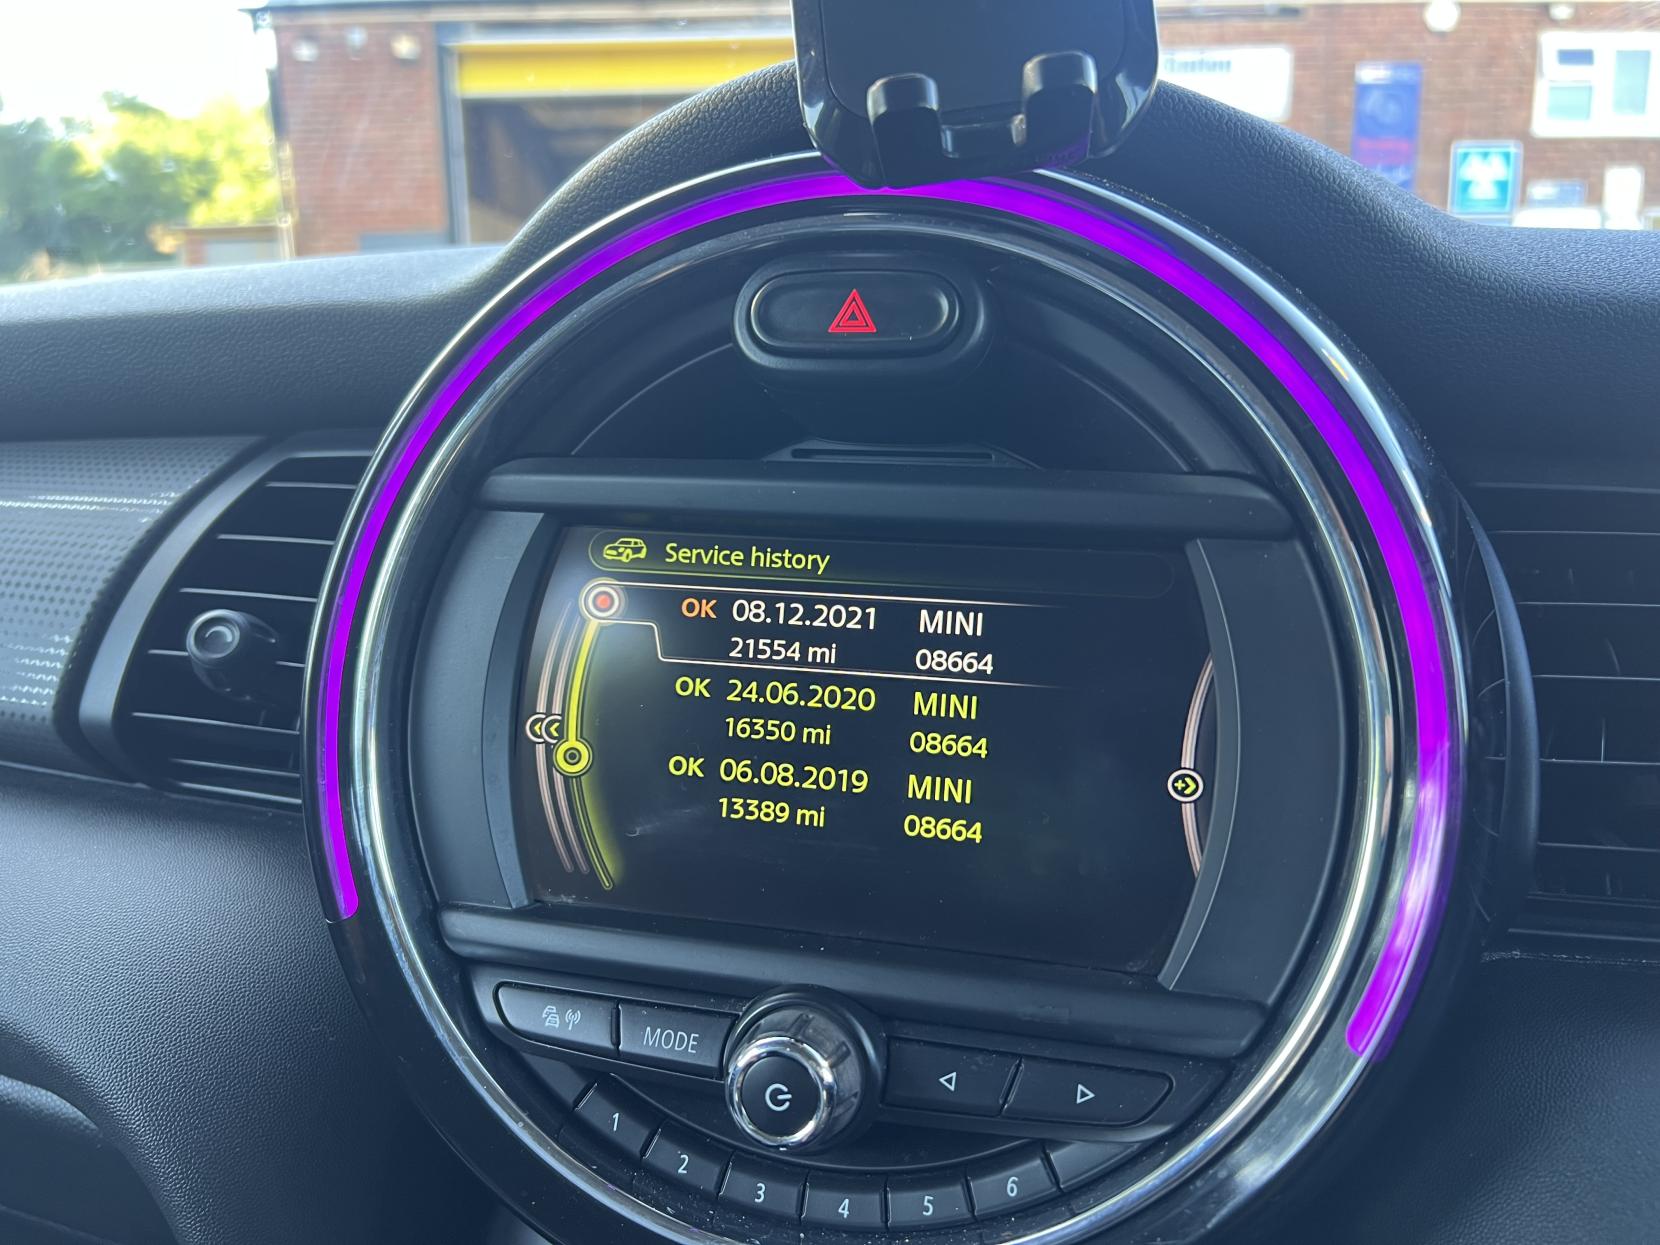 Service history
OK 08.12.2021 MINI
21554 mi 08664
OK 24.06.2020 MINI
16350 mi 08664
OK 06.08.2019 MINI
13389 mi 08664
MODE
1
2
3
4
5
6